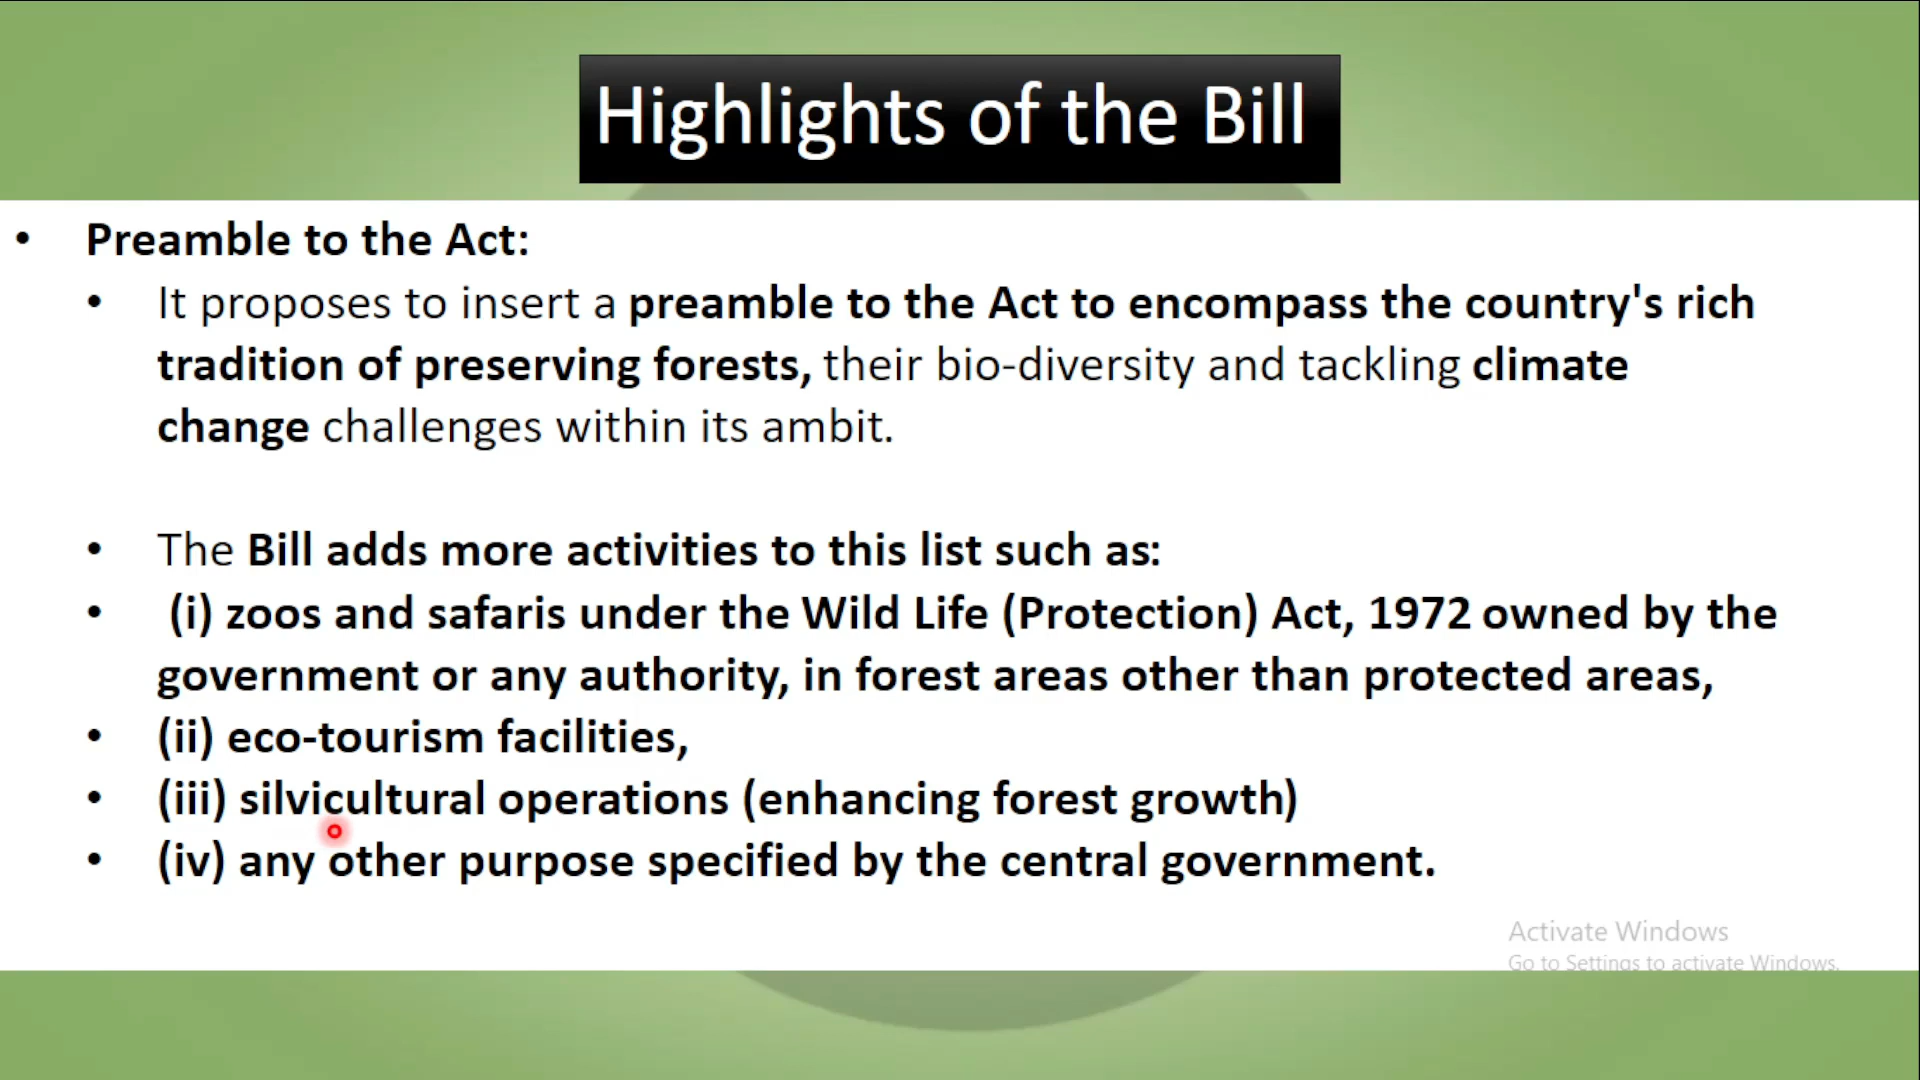 Highlights of the Bill
• Preamble to the Act:
• It proposes to insert a preamble to the Act to encompass the country's rich
tradition of preserving forests, their bio-diversity and tackling climate
change challenges within its ambit.
• The Bill adds more activities to this list such as:
• (i) zoos and safaris under the Wild Life (Protection) Act, 1972 owned by the
government or any authority, in forest areas other than protected areas,
• (ii) eco-tourism facilities,
• (iii) silvicultural operations (enhancing forest growth)
• (iv) any other purpose specified by the central government.
Activate Windows
Go to Settings to activate Windows.